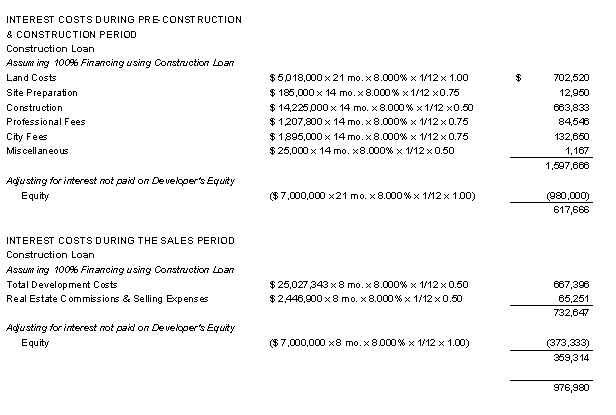 INTEREST COSTS DURING PRE-CONSTRUCTION
& CONSTRUCTION PERIOD
Construction Loan
Assuming 100% Financing using Construction Loan
Land Costs $ 5,018,000 x 21 mo. x 8.000% x 1/12 x 1.00 $ 702,520
Site Preparation $ 185,000 x 14 mo. x 8.000% x 1/12 x 0.75 12,950
Construction $ 14,225,000 x 14 mo. x 8.000% x 1/12 x 0.50 663,833
Professional Fees $ 1,207,800 x 14 mo. x 8.000% x 1/12 x 0.75 84,546
City Fees $ 1,895,000 x 14 mo. x 8.000% x 1/12 x 0.75 132,650
Miscellaneous $ 25,000 x 14 mo. x 8.000% x 1/12 x 0.50 1,167
1,597,666
Adjusting for interest not paid on Developer's Equity
Equity ($ 7,000,000 x 21 mo. x 8.000% x 1/12 x 1.00) (980,000)
617,666
INTEREST COSTS DURING THE SALES PERIOD
Construction Loan
Assuming 100% Financing using Construction Loan
Total Development Costs $ 25,027,343 x 8 mo. x 8.000% x 1/12 x 0.50 667,396
Real Estate Commissions & Selling Expenses $ 2,446,900 x 8 mo. x 8.000% x 1/12 x 0.50 65,251
732,647
Adjusting for interest not paid on Developer's Equity
Equity ($ 7,000,000 x 8 mo. x 8.000% x 1/12 x 1.00) (373,333)
359,314
976,980